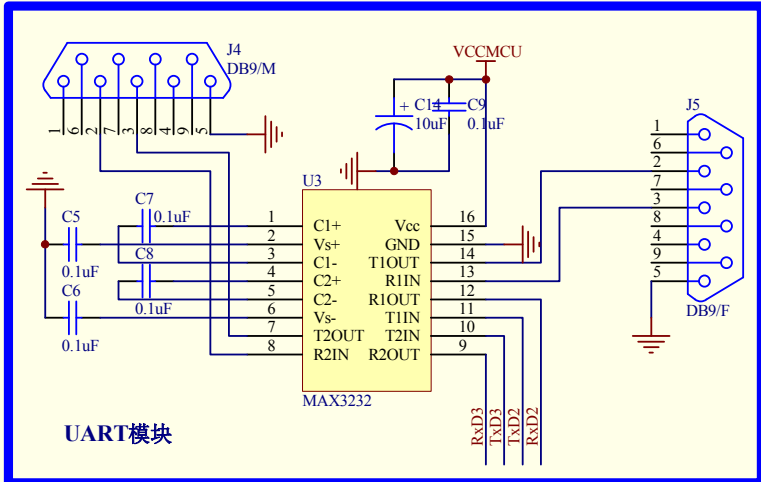 J4
DB9/M
1
6
2
7
3
8
4
9
5
VCCMCU
+
C14
10uF
C9
0.1uF
J5
1
6
2
7
3
8
4
9
5
DB9/F
C7
0.1uF
C5
0.1uF
C8
0.1uF
C6
0.1uF
U3
1 C1+ Vcc 16
2 Vs+ GND 15
3 C1- T1OUT 14
4 C2+ R1IN 13
5 C2- R1OUT 12
6 Vs- T1IN 11
7 T2OUT T2IN 10
8 R2IN R2OUT 9
MAX3232
RxD3
TxD3
TxD2
RxD2
UART模块